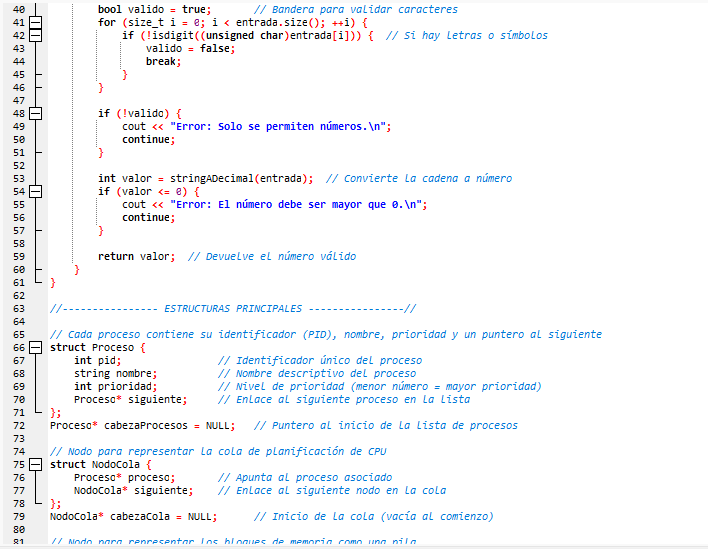 40 bool valido = true; // Bandera para validar caracteres
41 for (size_t i = 0; i < entrada.size(); ++i) {
42 if (!isdigit((unsigned char)entrada[i])) { // Si hay letras o símbolos
43 valido = false;
44 break;
45 }
46 }
47
48 if (!valido) {
49 cout << "Error: Solo se permiten números.\n";
50 continue;
51 }
52
53 int valor = stringADecimal(entrada); // Convierte la cadena a número
54 if (valor <= 0) {
55 cout << "Error: El número debe ser mayor que 0.\n";
56 continue;
57 }
58
59 return valor; // Devuelve el número válido
60 }
61 }
62
63 //---------------- ESTRUCTURAS PRINCIPALES ----------------//
64
65 // Cada proceso contiene su identificador (PID), nombre, prioridad y un puntero al siguiente
66 struct Proceso {
67 int pid; // Identificador único del proceso
68 string nombre; // Nombre descriptivo del proceso
69 int prioridad; // Nivel de prioridad (menor número = mayor prioridad)
70 Proceso* siguiente; // Enlace al siguiente proceso en la lista
71 };
72 Proceso* cabezaProcesos = NULL; // Puntero al inicio de la lista de procesos
73
74 // Nodo para representar la cola de planificación de CPU
75 struct NodoCola {
76 Proceso* proceso; // Apunta al proceso asociado
77 NodoCola* siguiente; // Enlace al siguiente nodo en la cola
78 };
79 NodoCola* cabezaCola = NULL; // Inicio de la cola (vacía al comienzo)
80
81 // Nodo para representar los bloques de memoria como una pila